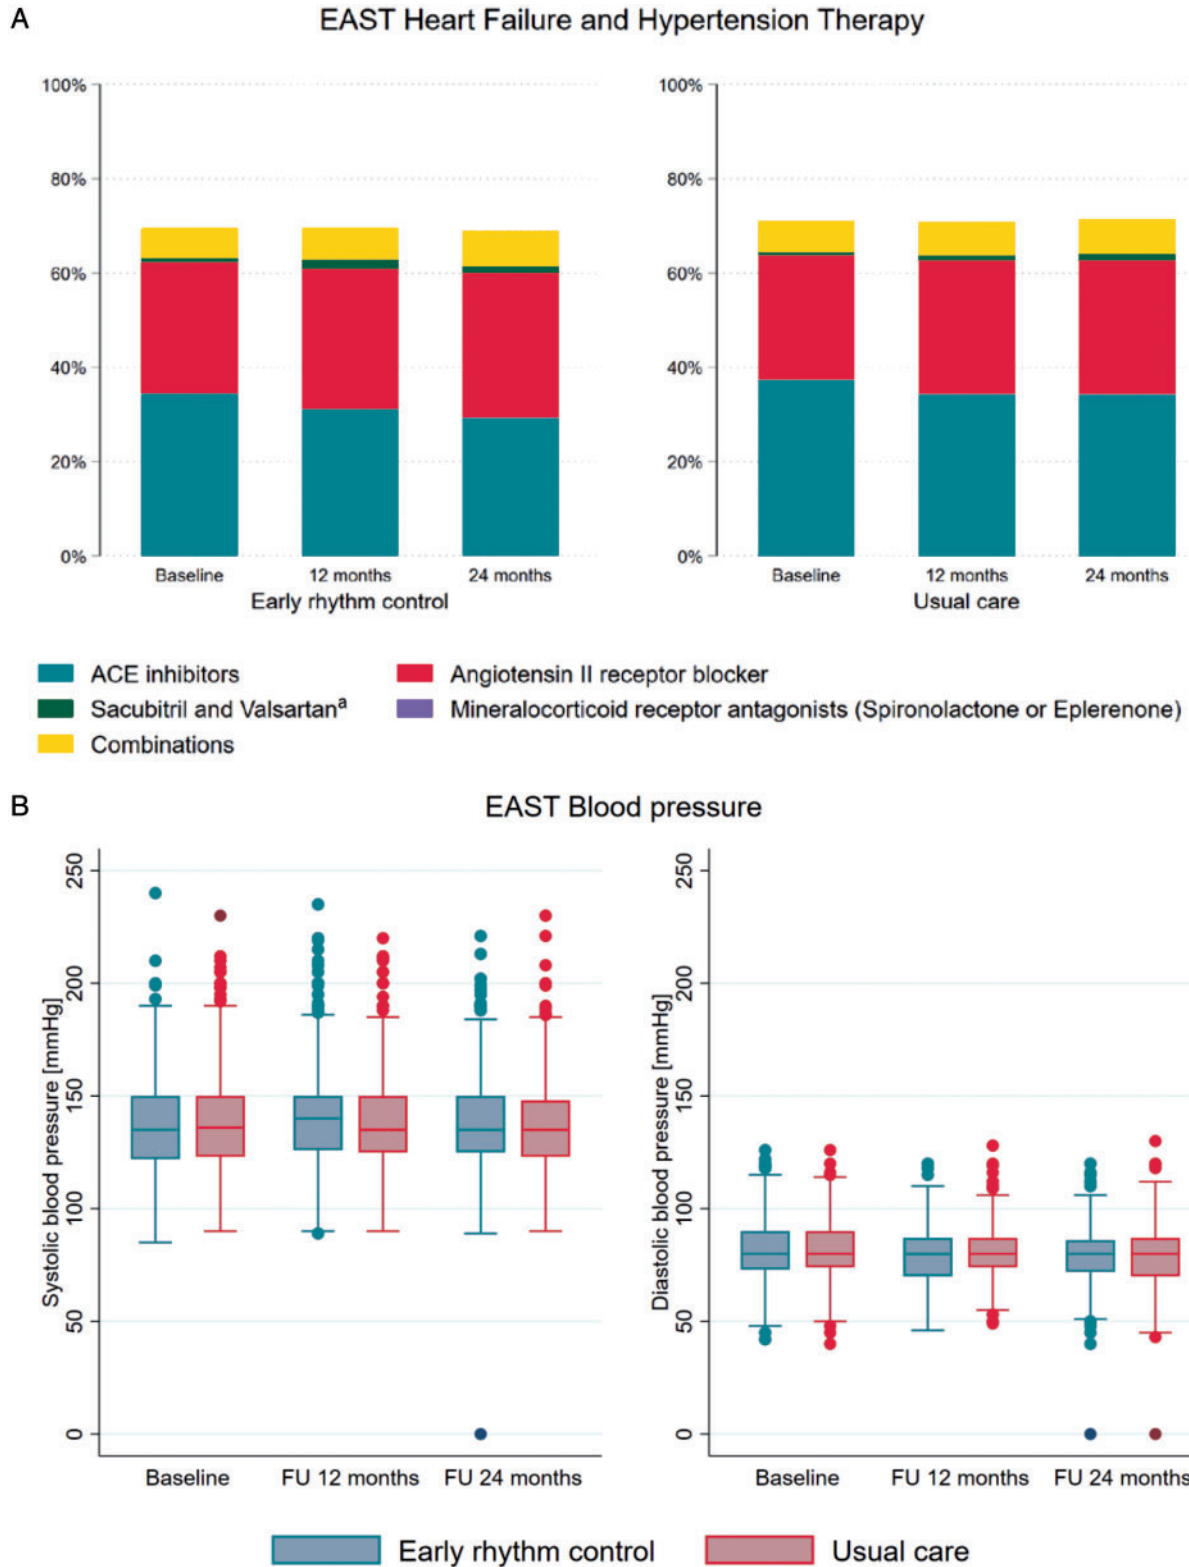 A
EAST Heart Failure and Hypertension Therapy
100%
80%
60%
40%
20%
0%
Baseline 12 months 24 months
Early rhythm control
100%
80%
60%
40%
20%
0%
Baseline 12 months 24 months
Usual care
ACE inhibitors
Angiotensin II receptor blocker
Sacubitril and Valsartanª
Mineralocorticoid receptor antagonists (Spironolactone or Eplerenone)
Combinations
B
EAST Blood pressure
Systolic blood pressure [mmHg]
250
200
150
100
50
0
Baseline FU 12 months FU 24 months
Diastolic blood pressure [mmHg]
250
200
150
100
50
0
Baseline FU 12 months FU 24 months
Early rhythm control
Usual care